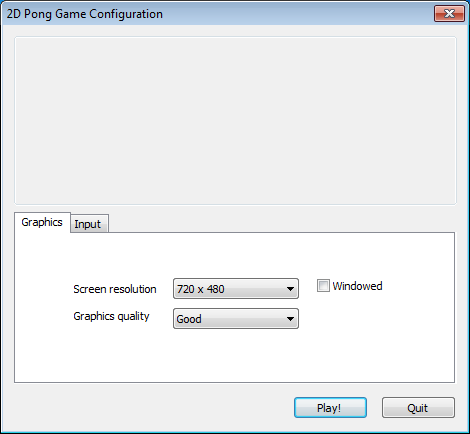 2D Pong Game Configuration
Graphics Input
Screen resolution 720 x 480 Windowed
Graphics quality Good
Play! Quit